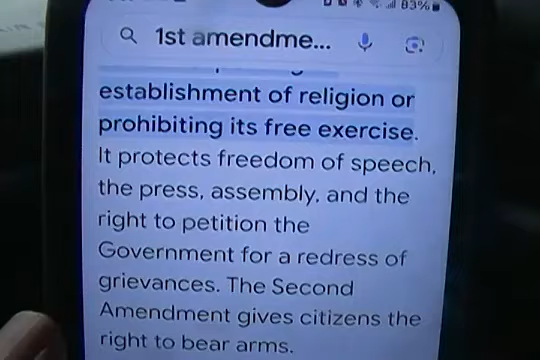 83%
1st amendme...
establishment of religion or
prohibiting its free exercise.
It protects freedom of speech,
the press, assembly, and the
right to petition the
Government for a redress of
grievances. The Second
Amendment gives citizens the
right to bear arms.